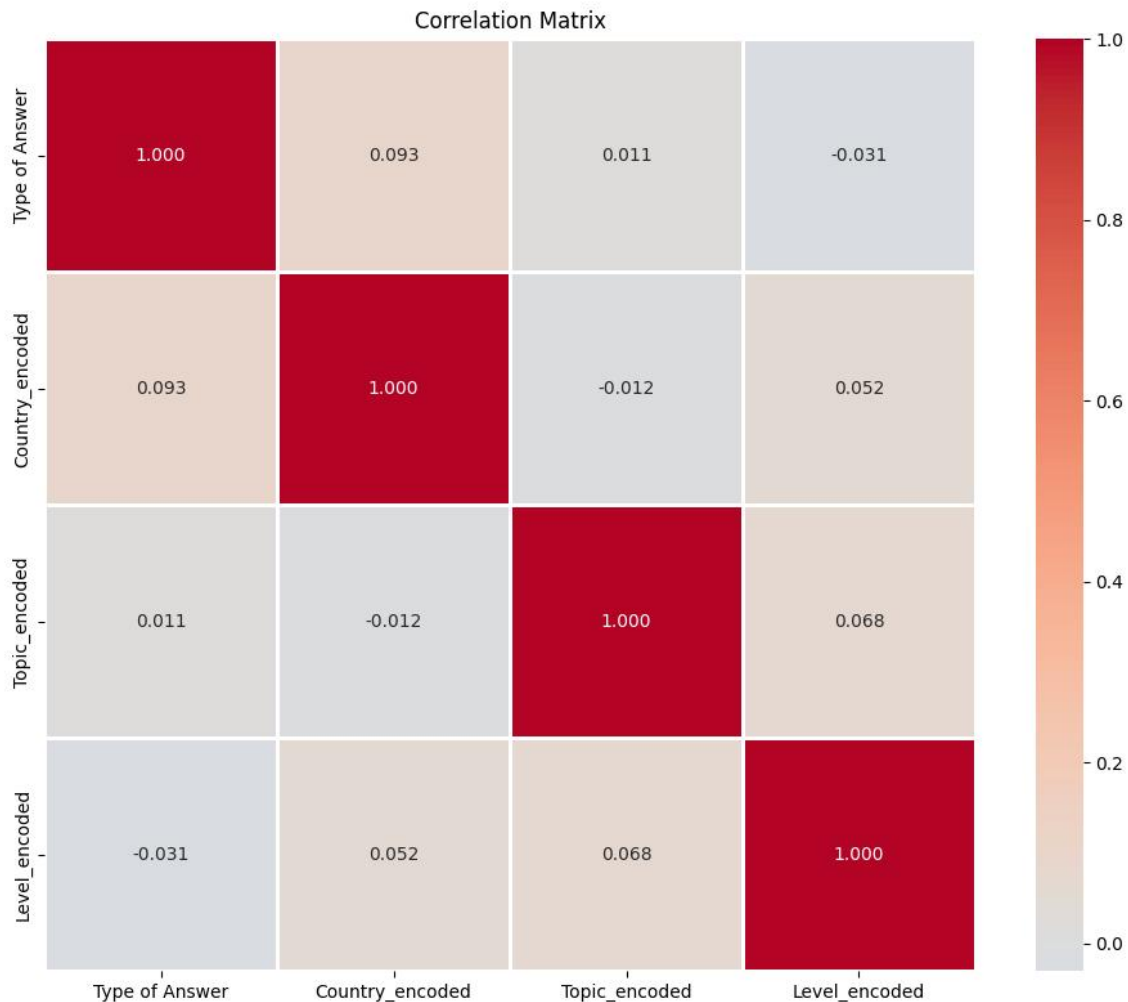 Correlation Matrix
Type of Answer
1.000 0.093 0.011 -0.031
Country_encoded
0.093 1.000 -0.012 0.052
Topic_encoded
0.011 -0.012 1.000 0.068
Level_encoded
-0.031 0.052 0.068 1.000
Type of Answer Country_encoded Topic_encoded Level_encoded
1.0
0.8
0.6
0.4
0.2
0.0